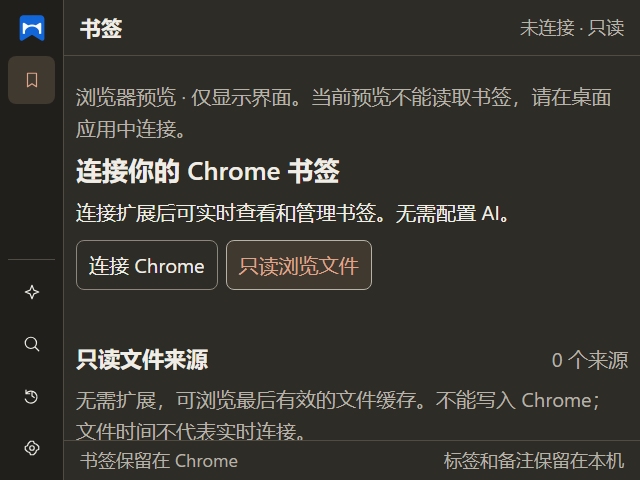 书签
未连接 · 只读
浏览器预览 · 仅显示界面。当前预览不能读取书签，请在桌面
应用中连接。
连接你的 Chrome 书签
连接扩展后可实时查看和管理书签。无需配置 AI。
连接 Chrome
只读浏览文件
只读文件来源
0 个来源
无需扩展，可浏览最后有效的文件缓存。不能写入 Chrome；
文件时间不代表实时连接。
书签保留在 Chrome
标签和备注保留在本机